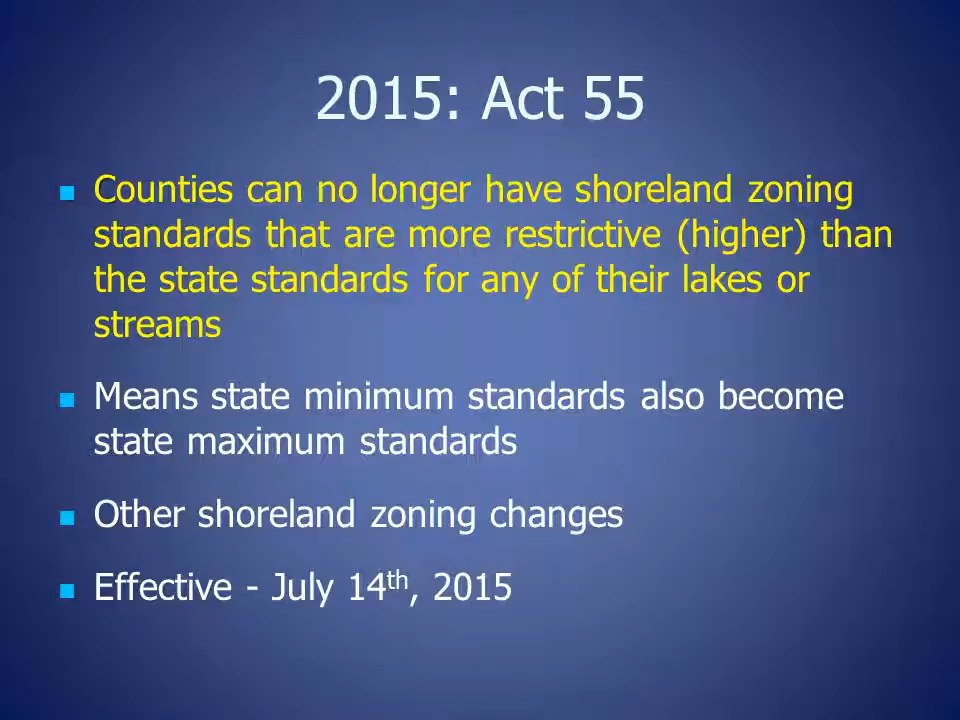 2015: Act 55
Counties can no longer have shoreland zoning
standards that are more restrictive (higher) than
the state standards for any of their lakes or
streams
Means state minimum standards also become
state maximum standards
Other shoreland zoning changes
Effective - July 14th, 2015